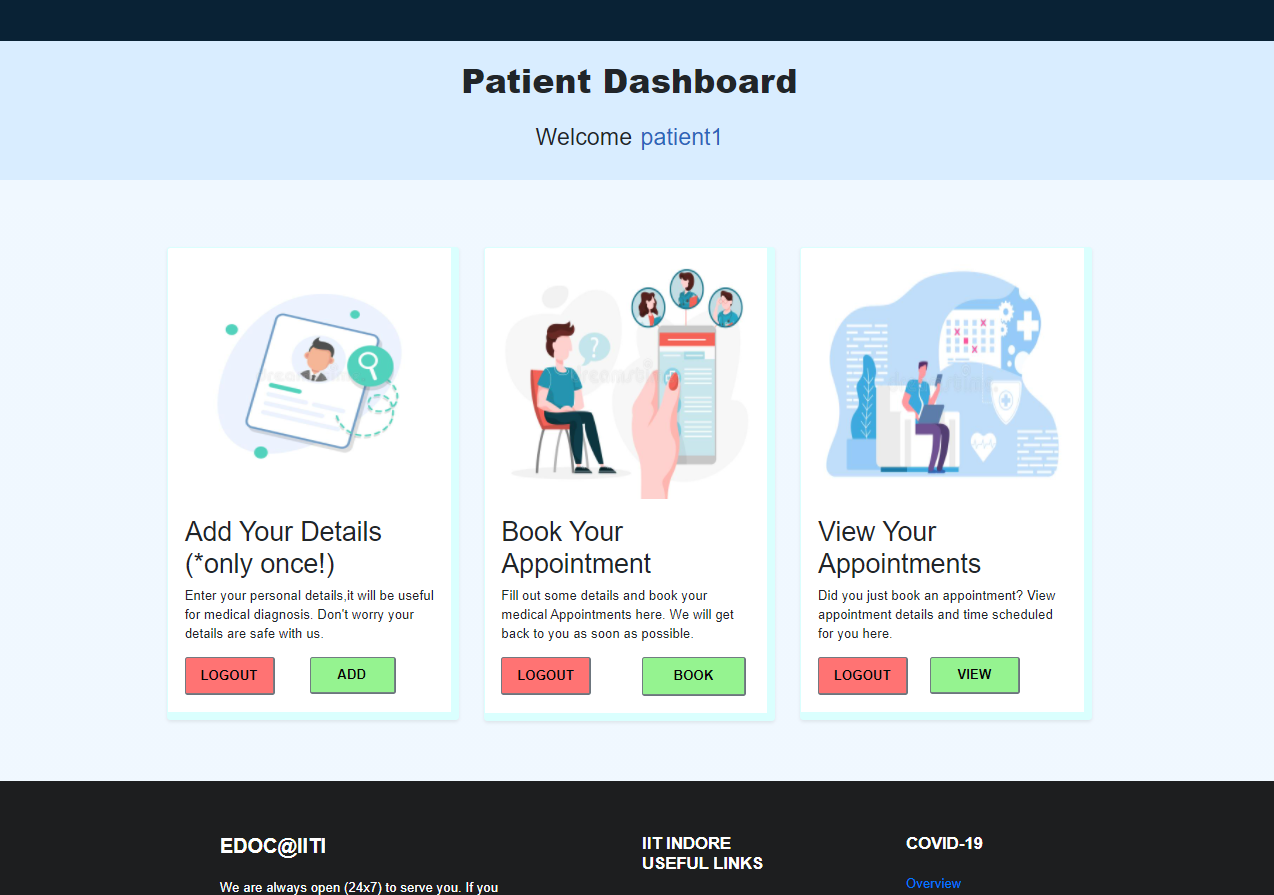 Patient Dashboard
Welcome patient1
Add Your Details
(*only once!)
Enter your personal details,it will be useful
for medical diagnosis. Don't worry your
details are safe with us.
LOGOUT
ADD
Book Your
Appointment
Fill out some details and book your
medical Appointments here. We will get
back to you as soon as possible.
LOGOUT
BOOK
View Your
Appointments
Did you just book an appointment? View
appointment details and time scheduled
for you here.
LOGOUT
VIEW
EDOC@IITI
We are always open (24x7) to serve you. If you
IIT INDORE
USEFUL LINKS
COVID-19
Overview